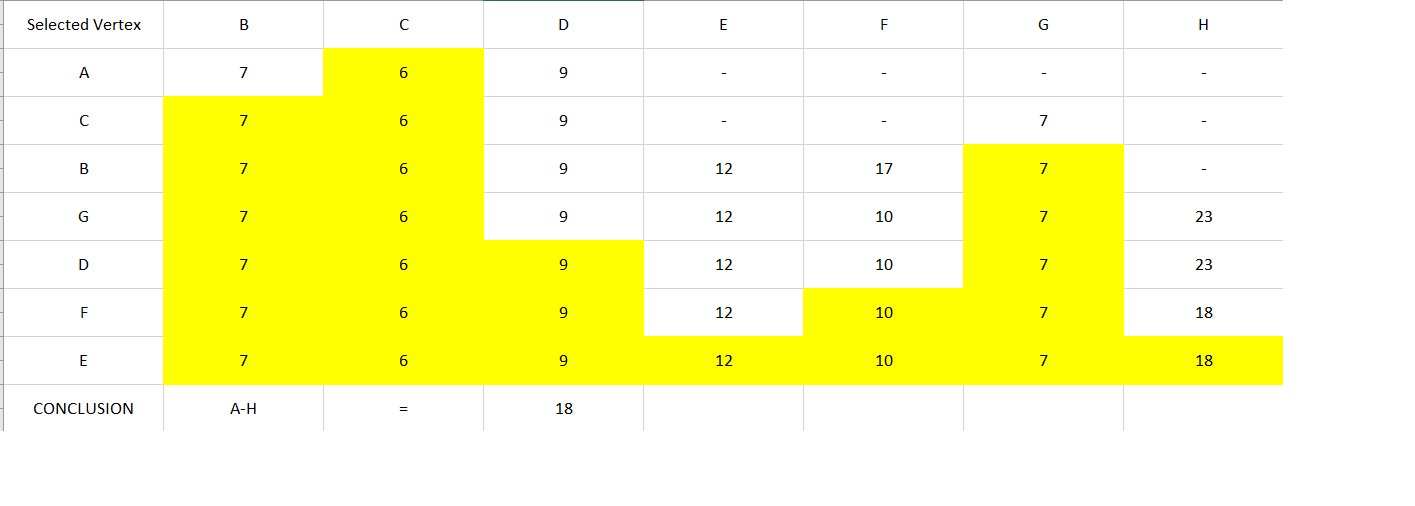 Selected Vertex B C D E F G H
A 7 6 9 - - - -
C 7 6 9 - - 7 -
B 7 6 9 12 17 7 -
G 7 6 9 12 10 7 23
D 7 6 9 12 10 7 23
F 7 6 9 12 10 7 18
E 7 6 9 12 10 7 18
CONCLUSION A-H = 18